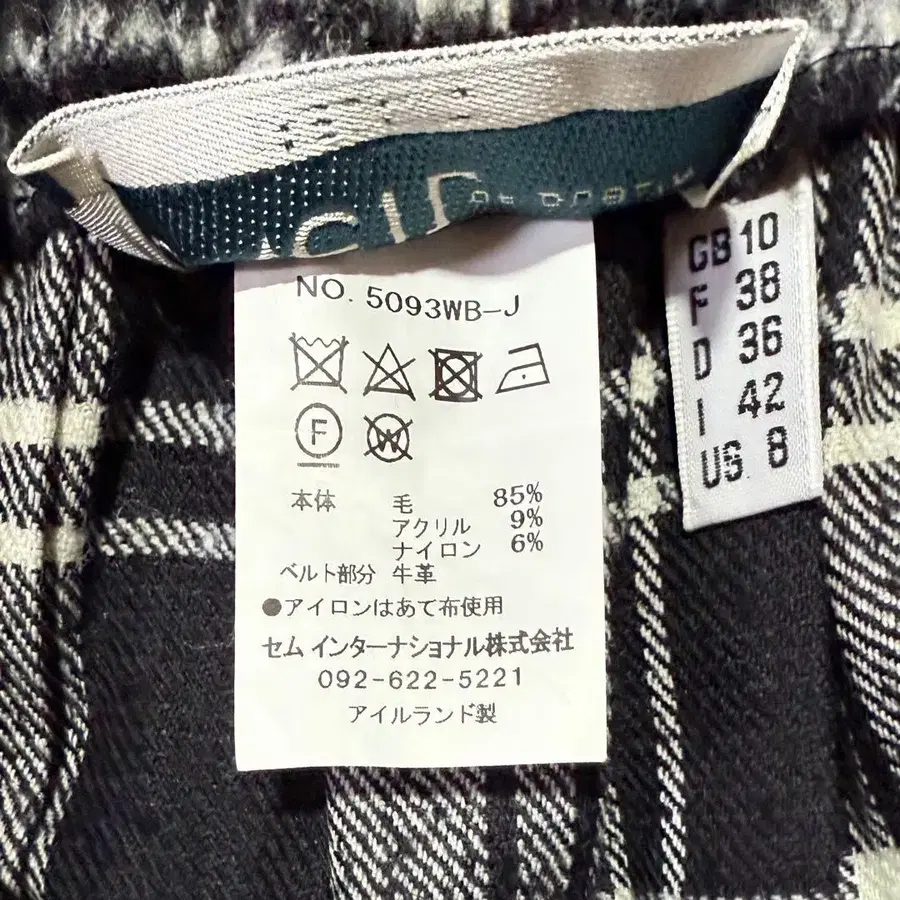 NO. 5093WB-J
F
W
本体 毛 85%
アクリル 9%
ナイロン 6%
ベルト部分 牛革
●アイロンはあて布使用
セム インターナショナル株式会社
092-622-5221
アイルランド製
GB 10
F 38
D 36
I 42
US 8